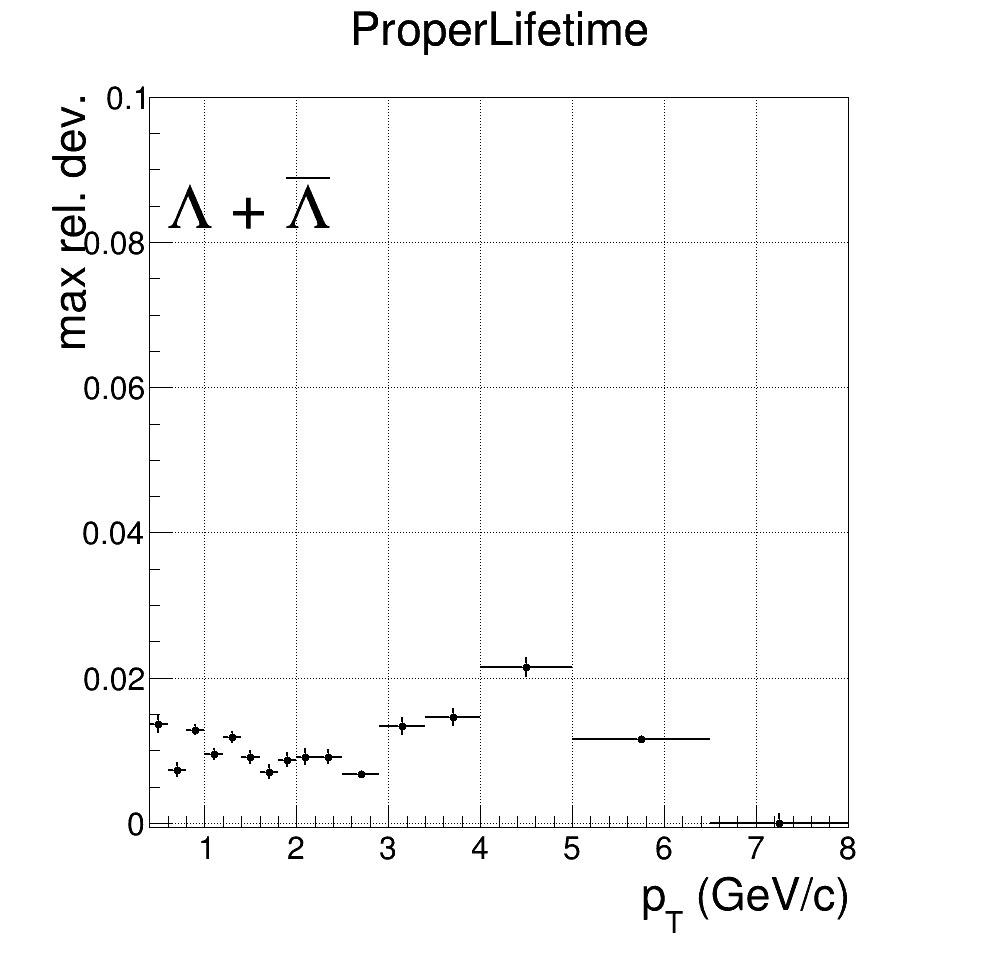 ProperLifetime
max rel. dev.
0.1
0.08
0.06
0.04
0.02
0
Λ + Λ̅
1 2 3 4 5 6 7 8
p_T (GeV/c)